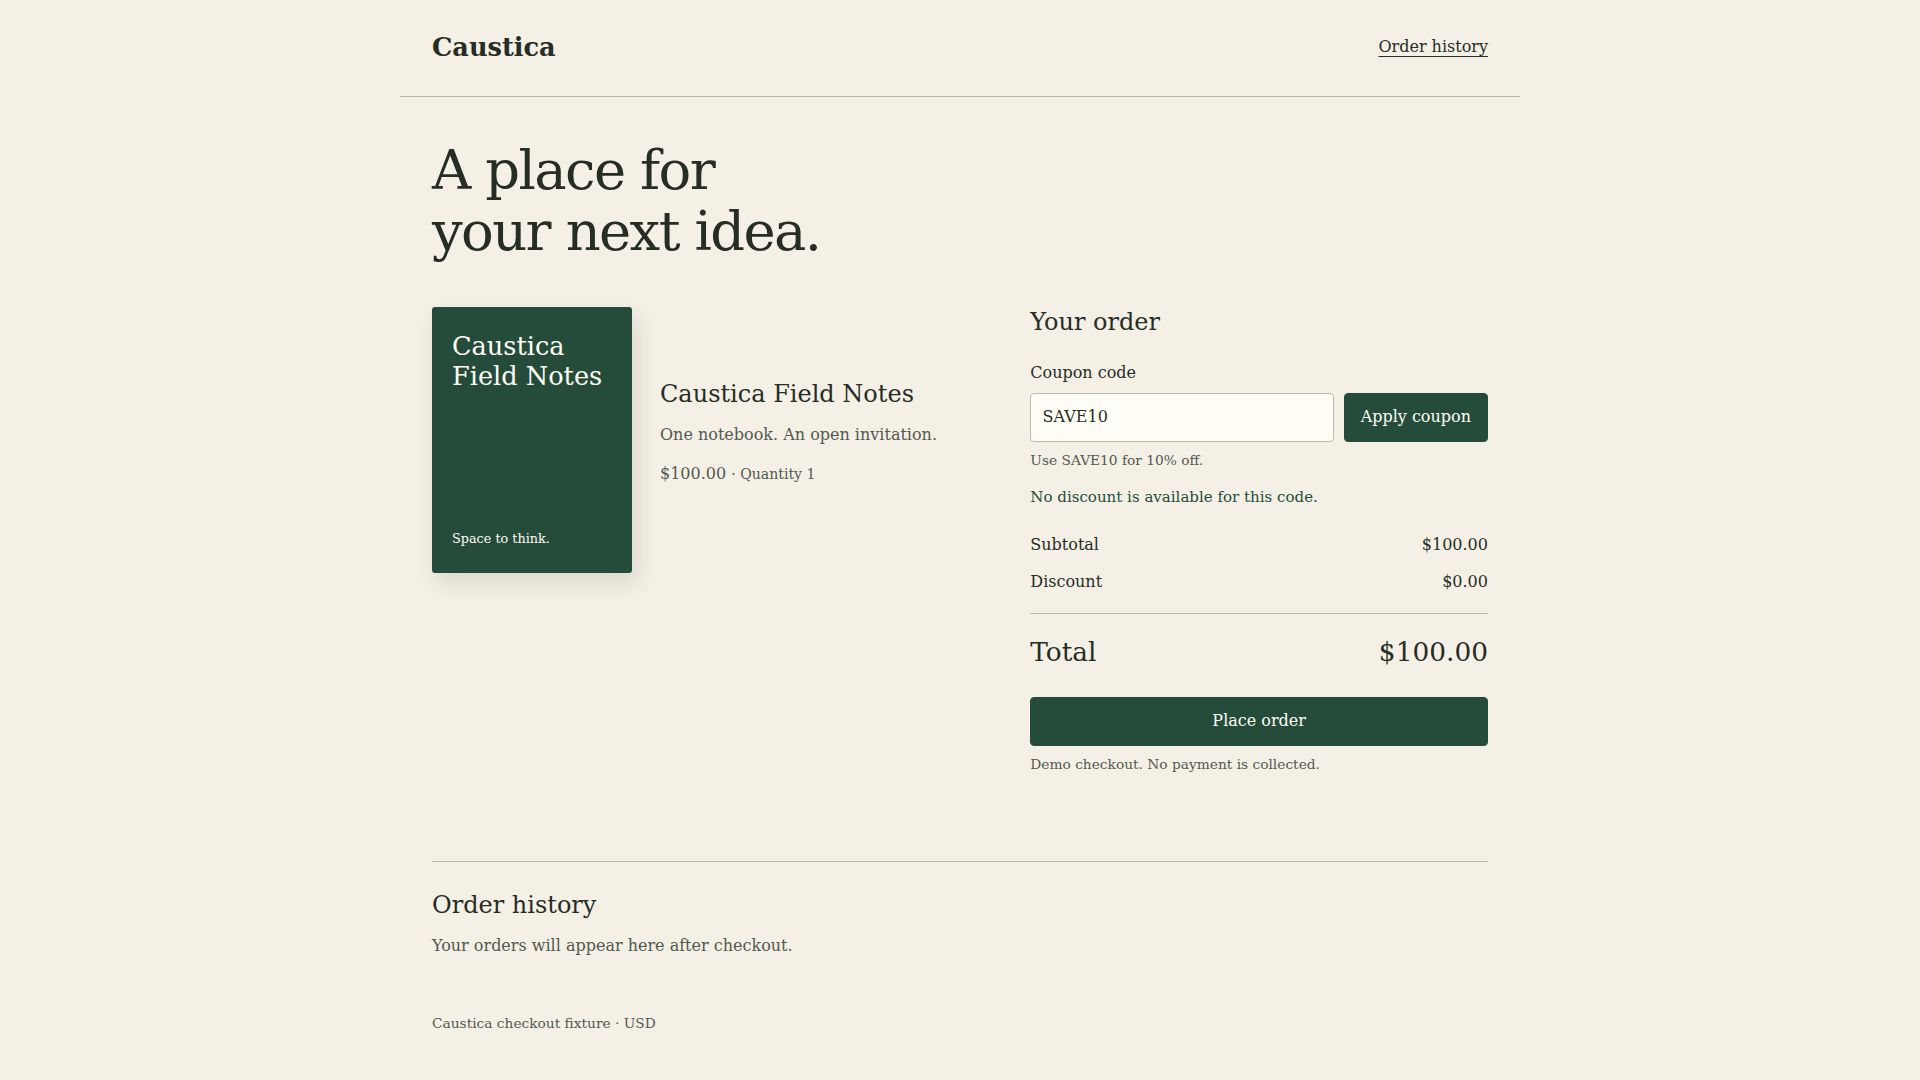 Caustica
Order history
A place for
your next idea.
Caustica
Field Notes
Space to think.
Caustica Field Notes
One notebook. An open invitation.
$100.00 · Quantity 1
Your order
Coupon code
SAVE10
Apply coupon
Use SAVE10 for 10% off.
No discount is available for this code.
Subtotal $100.00
Discount $0.00
Total $100.00
Place order
Demo checkout. No payment is collected.
Order history
Your orders will appear here after checkout.
Caustica checkout fixture · USD